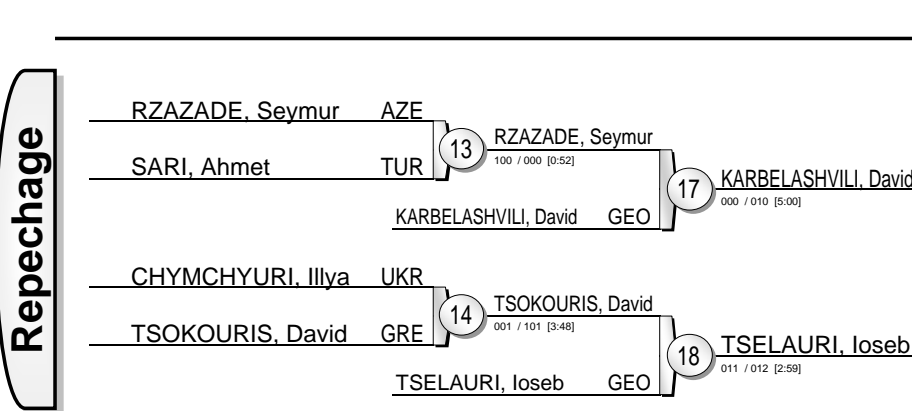 Repechage
RZAZADE, Seymur AZE
SARI, Ahmet TUR
13
RZAZADE, Seymur
100 / 000 [0:52]
KARBELASHVILI, David GEO
17
KARBELASHVILI, David
000 / 010 [5:00]
CHYMCHYURI, Illya UKR
TSOKOURIS, David GRE
14
TSOKOURIS, David
001 / 101 [3:48]
TSELAURI, Ioseb GEO
18
TSELAURI, Ioseb
011 / 012 [2:59]